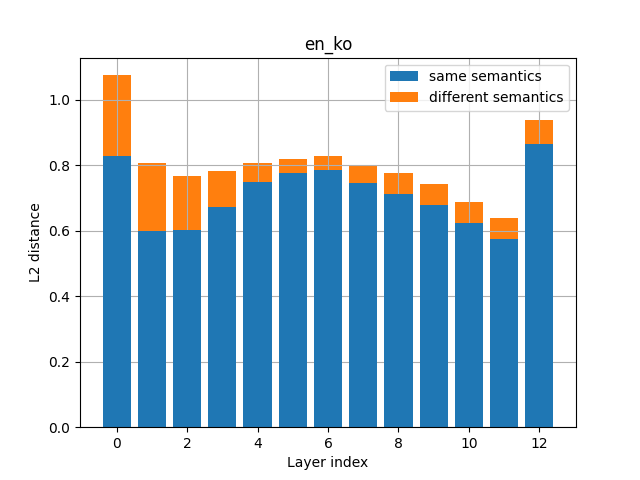 en_ko
same semantics
different semantics
L2 distance
1.0
0.8
0.6
0.4
0.2
0.0
0 2 4 6 8 10 12
Layer index